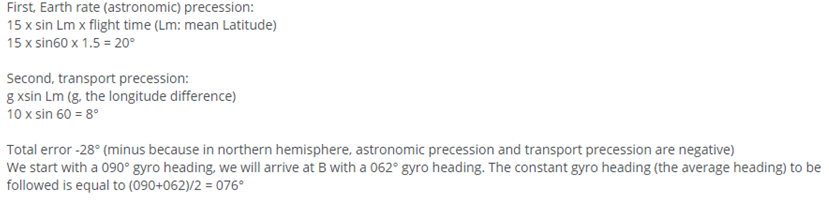 First, Earth rate (astronomic) precession:
15 x sin Lm x flight time (Lm: mean Latitude)
15 x sin60 x 1.5 = 20°
Second, transport precession:
g xsin Lm (g, the longitude difference)
10 x sin 60 = 8°
Total error -28° (minus because in northern hemisphere, astronomic precession and transport precession are negative)
We start with a 090° gyro heading, we will arrive at B with a 062° gyro heading. The constant gyro heading (the average heading) to be
followed is equal to (090+062)/2 = 076°